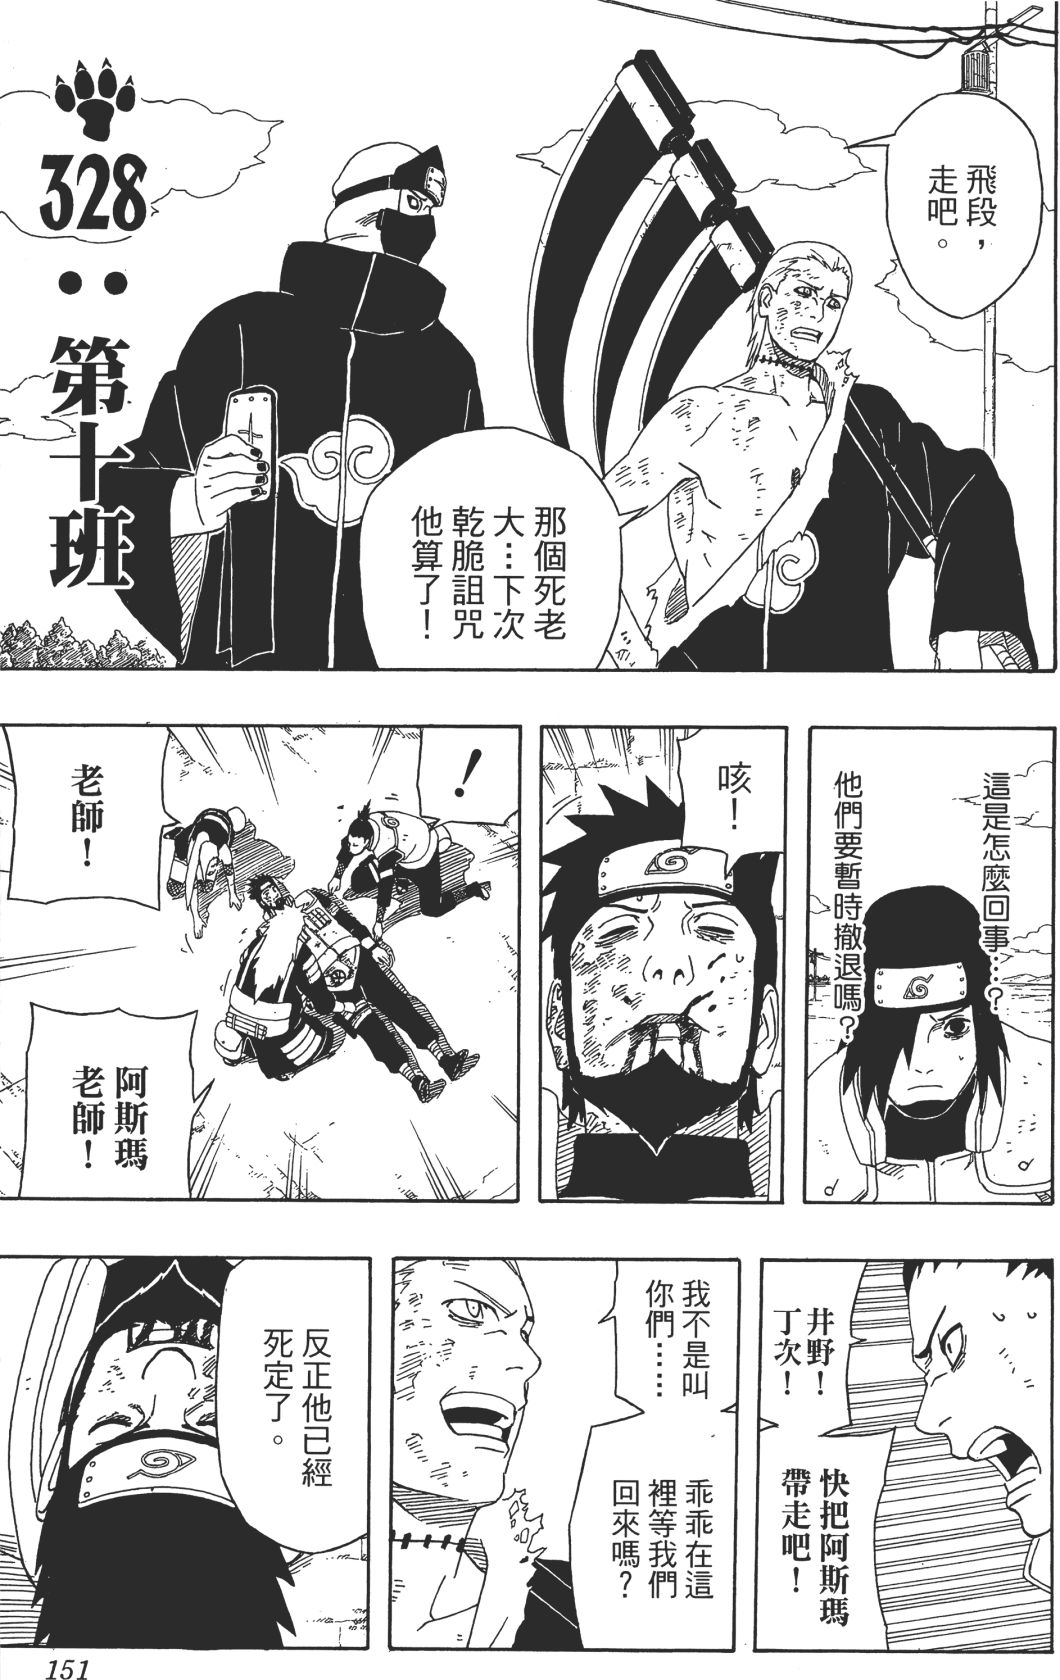 328：第十班
飛段，
走吧。
那個死老
大…下次
乾脆詛咒
他算了！
這是怎麼回事…？
他們要暫時撤退嗎？
咳！
！
老師！
阿斯瑪
老師！
井野！
丁次！
快把阿斯瑪
帶走吧！
我不是叫
你們……
乖乖在這
裡等我們
回來嗎？
反正他已經
死定了。
151